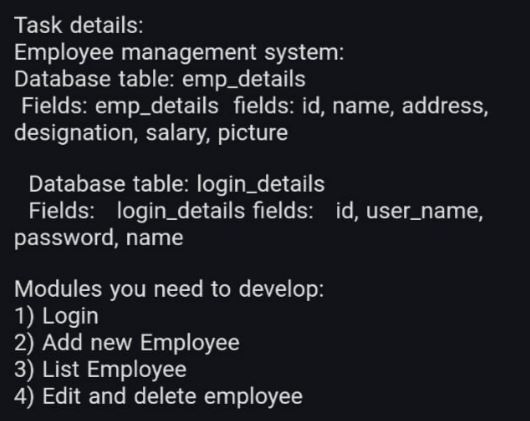 Task details:
Employee management system:
Database table: emp_details
Fields: emp_details fields: id, name, address,
designation, salary, picture
Database table: login_details
Fields: login_details fields: id, user_name,
password, name
Modules you need to develop:
1) Login
2) Add new Employee
3) List Employee
4) Edit and delete employee